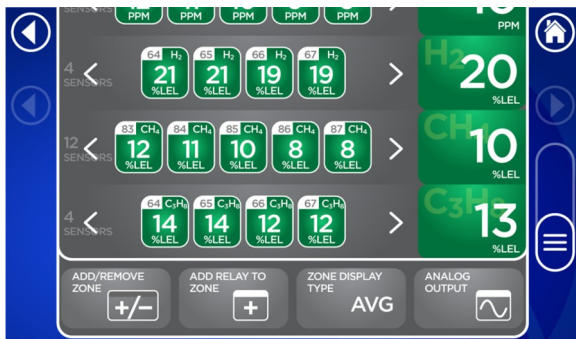 SENSORS
PPM PPM PPM PPM PPM
PPM
4
SENSORS
64 H₂ 65 H₂ 66 H₂ 67 H₂
21 21 19 19
%LEL %LEL %LEL %LEL
H₂
20
%LEL
12
SENSORS
83 CH₄ 84 CH₄ 85 CH₄ 86 CH₄ 87 CH₄
12 11 10 8 8
%LEL %LEL %LEL %LEL %LEL
CH₄
10
%LEL
4
SENSORS
64 C₃H₈ 65 C₃H₈ 66 C₃H₈ 67 C₃H₈
14 14 12 12
%LEL %LEL %LEL %LEL
C₃H₈
13
%LEL
ADD/REMOVE
ZONE
+/−
ADD RELAY TO
ZONE
+
ZONE DISPLAY
TYPE
AVG
ANALOG
OUTPUT